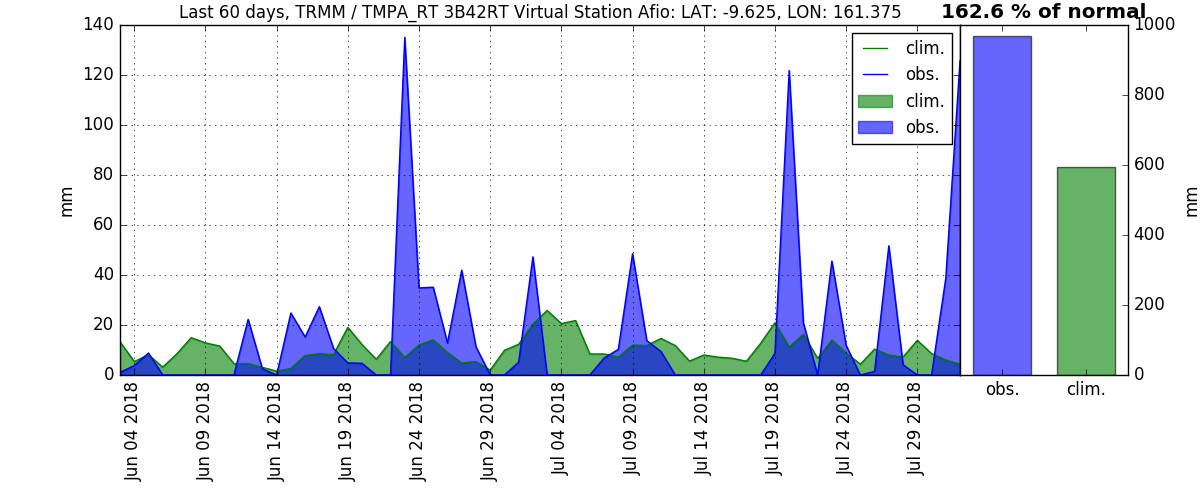 Last 60 days, TRMM / TMPA_RT 3B42RT Virtual Station Afio: LAT: -9.625, LON: 161.375
162.6 % of normal
140
120
100
80
60
40
20
0
mm
clim.
obs.
clim.
obs.
1000
800
600
400
200
0
mm
Jun 04 2018
Jun 09 2018
Jun 14 2018
Jun 19 2018
Jun 24 2018
Jun 29 2018
Jul 04 2018
Jul 09 2018
Jul 14 2018
Jul 19 2018
Jul 24 2018
Jul 29 2018
obs.
clim.